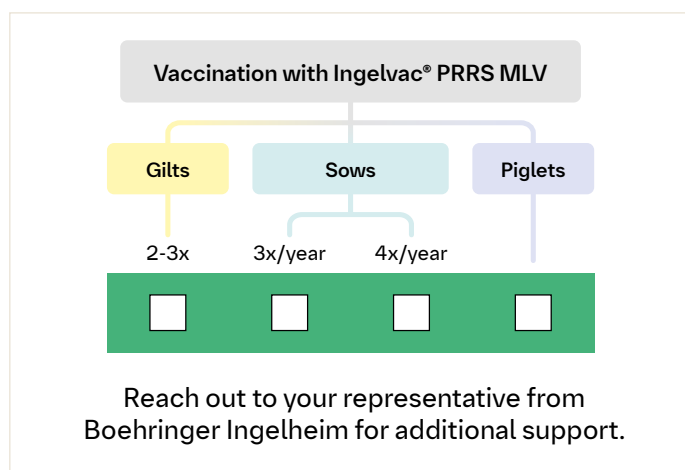 Vaccination with Ingelvac® PRRS MLV
Gilts
Sows
Piglets
2-3x
3x/year
4x/year
Reach out to your representative from
Boehringer Ingelheim for additional support.